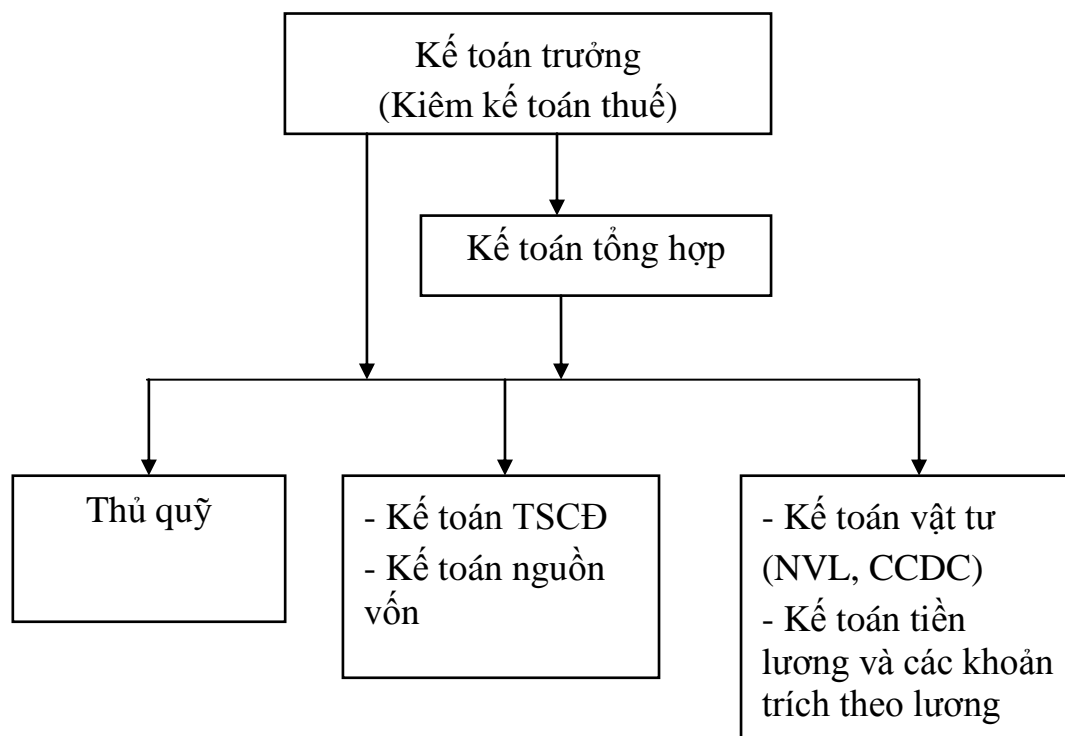 Kế toán trưởng
(Kiêm kế toán thuế)
Kế toán tổng hợp
Thủ quỹ
- Kế toán TSCĐ
- Kế toán nguồn
vốn
- Kế toán vật tư
(NVL, CCDC)
- Kế toán tiền
lương và các khoản
trích theo lương